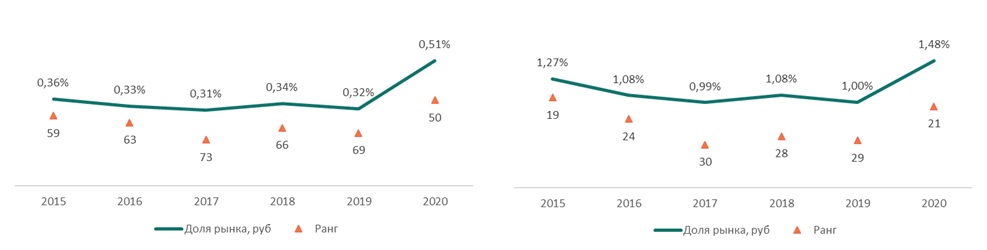 0,51%
0,36% 0,33% 0,31% 0,34% 0,32%
59 63 73 66 69 50
2015 2016 2017 2018 2019 2020
Доля рынка, руб Ранг
1,48%
1,27% 1,08% 0,99% 1,08% 1,00%
19 24 30 28 29 21
2015 2016 2017 2018 2019 2020
Доля рынка, руб Ранг